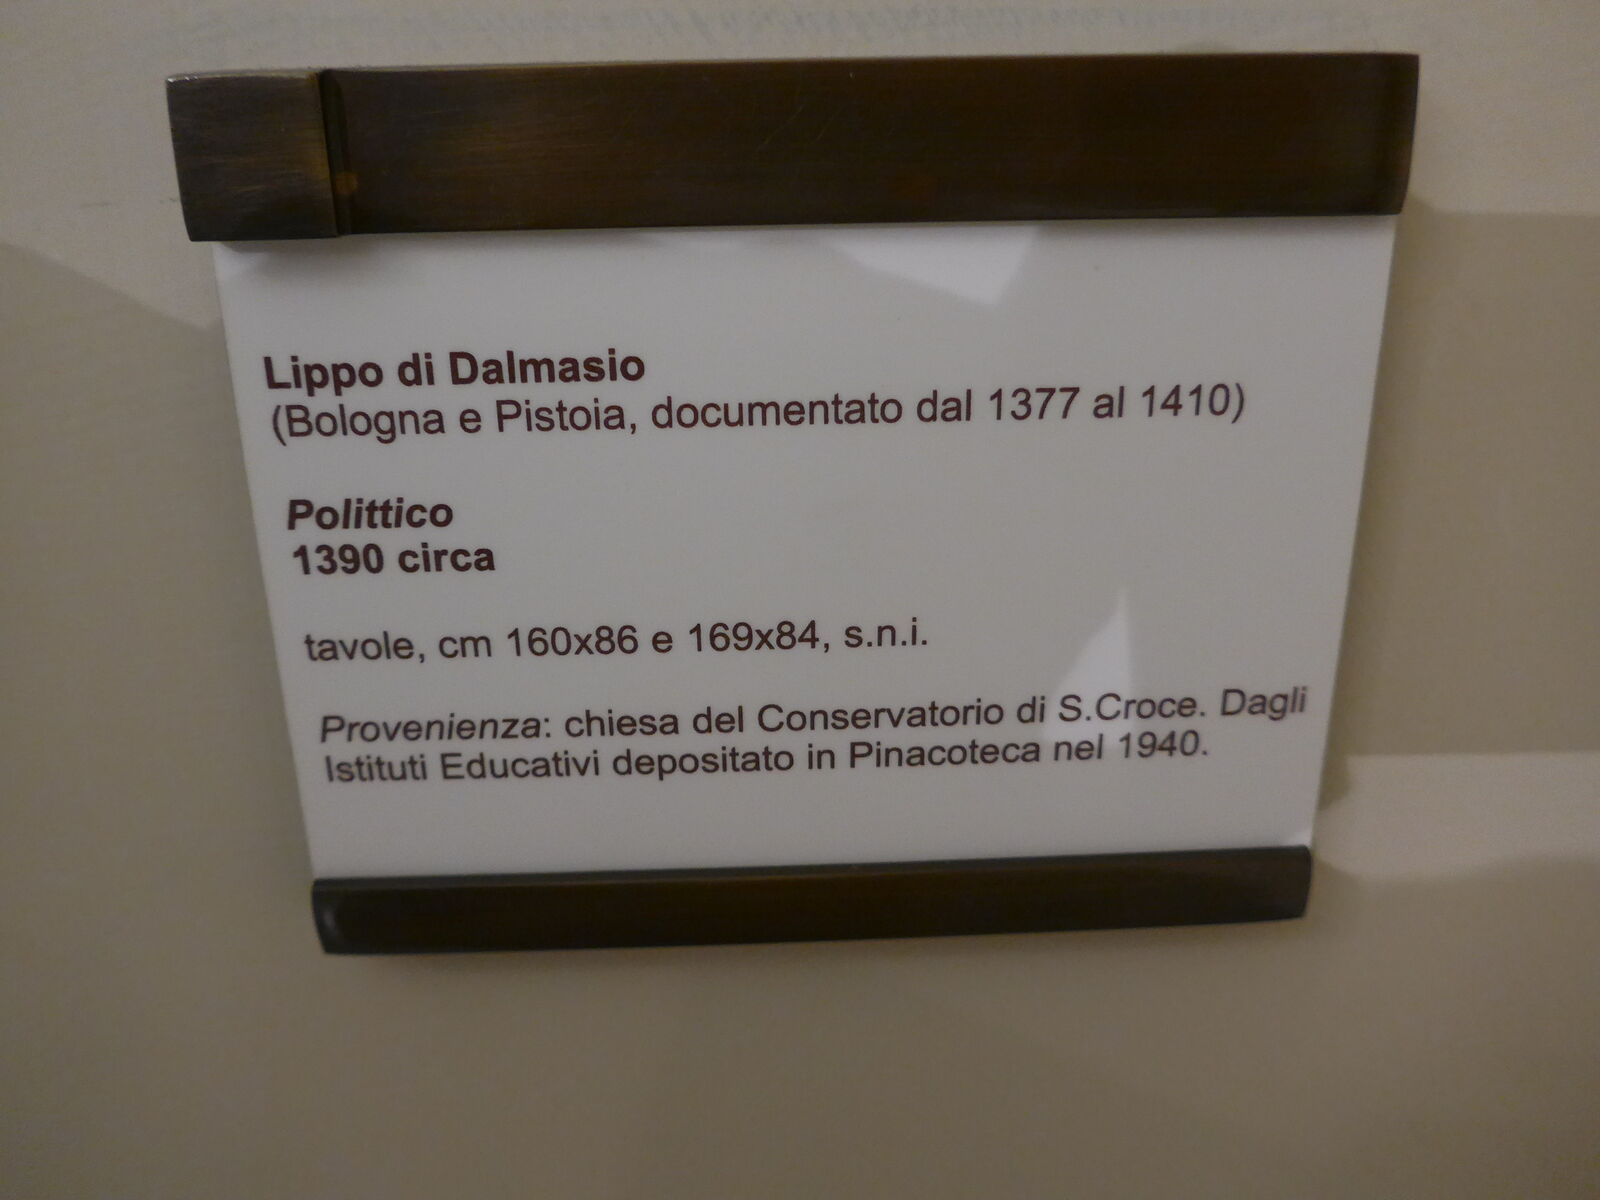 Lippo di Dalmasio
(Bologna e Pistoia, documentato dal 1377 al 1410)
Polittico
1390 circa
tavole, cm 160x86 e 169x84, s.n.i.
Provenienza: chiesa del Conservatorio di S.Croce. Dagli
Istituti Educativi depositato in Pinacoteca nel 1940.